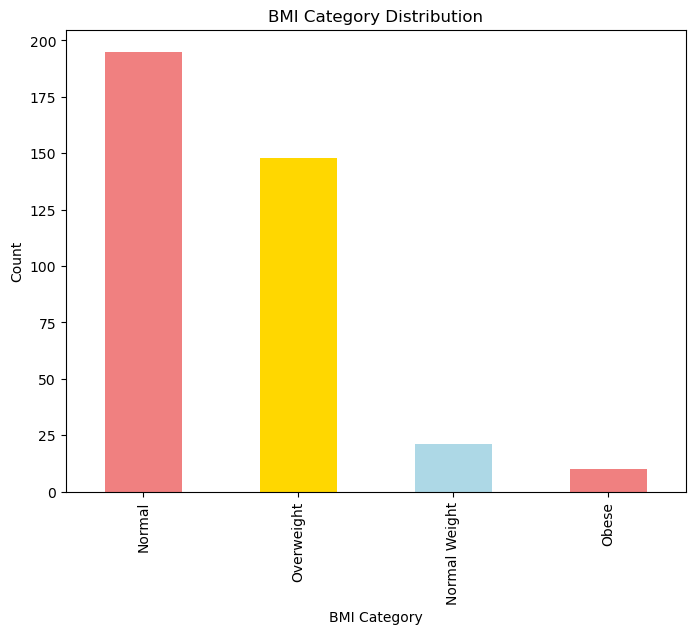 BMI Category Distribution
200
175
150
125
100
75
50
25
0
Count
Normal
Overweight
Normal Weight
Obese
BMI Category